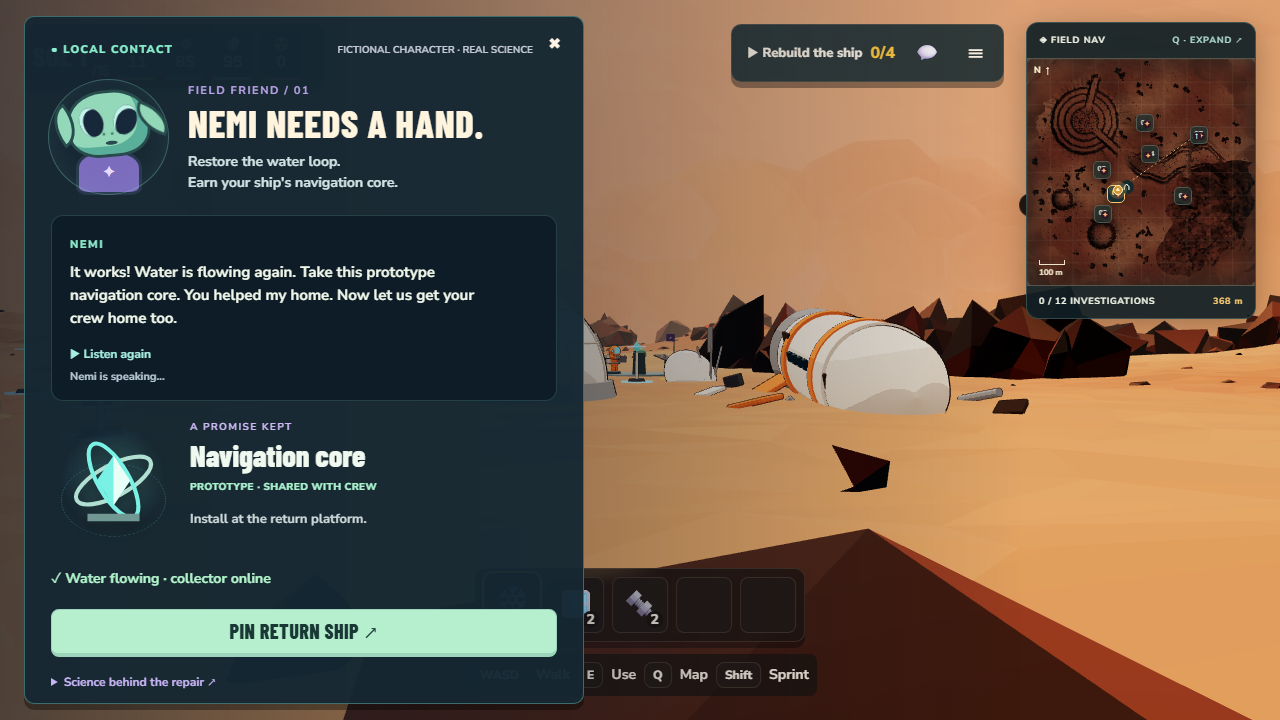 LOCAL CONTACT
FICTIONAL CHARACTER · REAL SCIENCE
FIELD FRIEND / 01
NEMI NEEDS A HAND.
Restore the water loop.
Earn your ship's navigation core.
NEMI
It works! Water is flowing again. Take this prototype
navigation core. You helped my home. Now let us get your
crew home too.
▶ Listen again
Nemi is speaking...
A PROMISE KEPT
Navigation core
PROTOTYPE · SHARED WITH CREW
Install at the return platform.
✓ Water flowing · collector online
PIN RETURN SHIP ↗
▶ Science behind the repair ↗
▶ Rebuild the ship 0/4
◆ FIELD NAV
Q · EXPAND ↗
N ↑
100 m
0 / 12 INVESTIGATIONS
368 m
2
2
WASD Walk E Use Q Map Shift Sprint